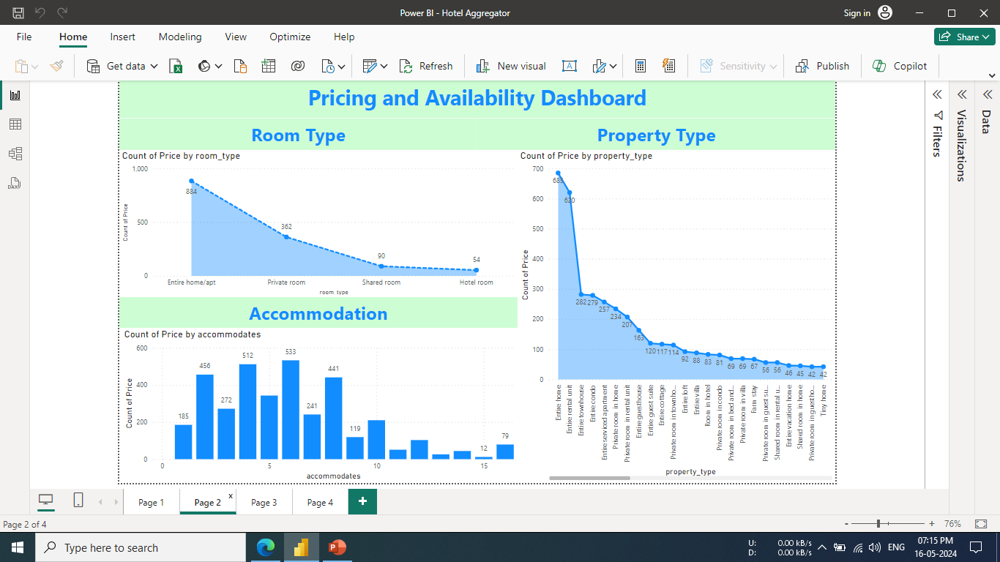 Power BI - Hotel Aggregator
Sign in
File Home Insert Modeling View Optimize Help
Share
Get data
Refresh
New visual
Sensitivity
Publish
Copilot
Pricing and Availability Dashboard
Room Type
Count of Price by room_type
Count of Price
1,000
500
0
884
362
90
54
Entire home/apt Private room Shared room Hotel room
room_type
Accommodation
Count of Price by accommodates
Count of Price
600
400
200
0
185 456 272 512 533 241 441 119 12 79
0 5 10 15
accommodates
Property Type
Count of Price by property_type
Count of Price
700
600
500
400
300
200
100
0
685
620
282
279
257
234
207
163
120
117
114
92
88
83
81
69
69
67
56
56
46
45
42
42
Entire home
Entire rental unit
Entire townhouse
Entire condo
Entire serviced apartment
Private room in home
Private room in rental unit
Entire guesthouse
Entire guest suite
Entire cottage
Private room in townho...
Entire loft
Entire villa
Room in hotel
Private room in condo
Private room in bed and...
Private room in villa
Farm stay
Private room in guest su...
Shared room in rental u...
Entire vacation home
Shared room in home
Private room in guest ho...
Tiny home
property_type
Filters
Visualizations
Data
DAX
Page 1
Page 2 x
Page 3
Page 4
+
Page 2 of 4
- + 76%
Type here to search
U: 0.00 kB/s
D: 0.00 kB/s
ENG
07:15 PM
16-05-2024